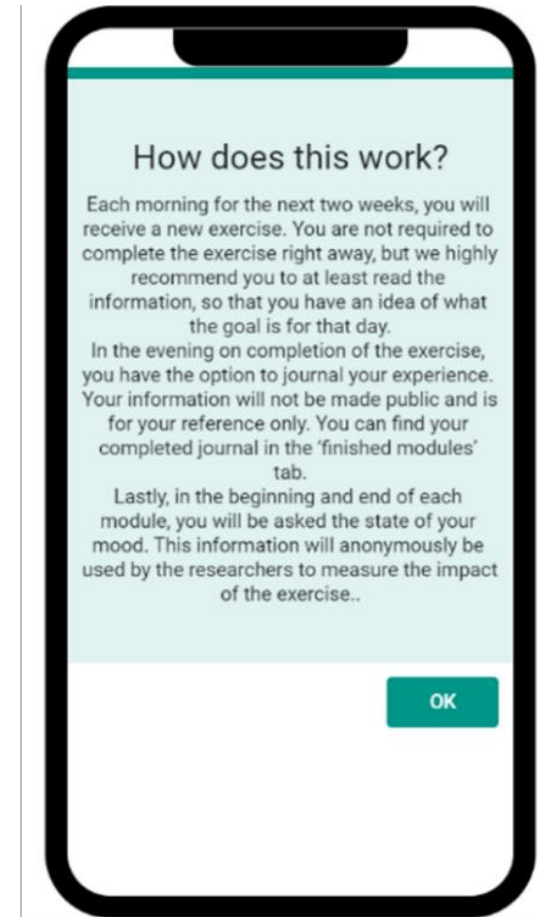 How does this work?
Each morning for the next two weeks, you will
receive a new exercise. You are not required to
complete the exercise right away, but we highly
recommend you to at least read the
information, so that you have an idea of what
the goal is for that day.
In the evening on completion of the exercise,
you have the option to journal your experience.
Your information will not be made public and is
for your reference only. You can find your
completed journal in the ‘finished modules’
tab.
Lastly, in the beginning and end of each
module, you will be asked the state of your
mood. This information will anonymously be
used by the researchers to measure the impact
of the exercise..
OK